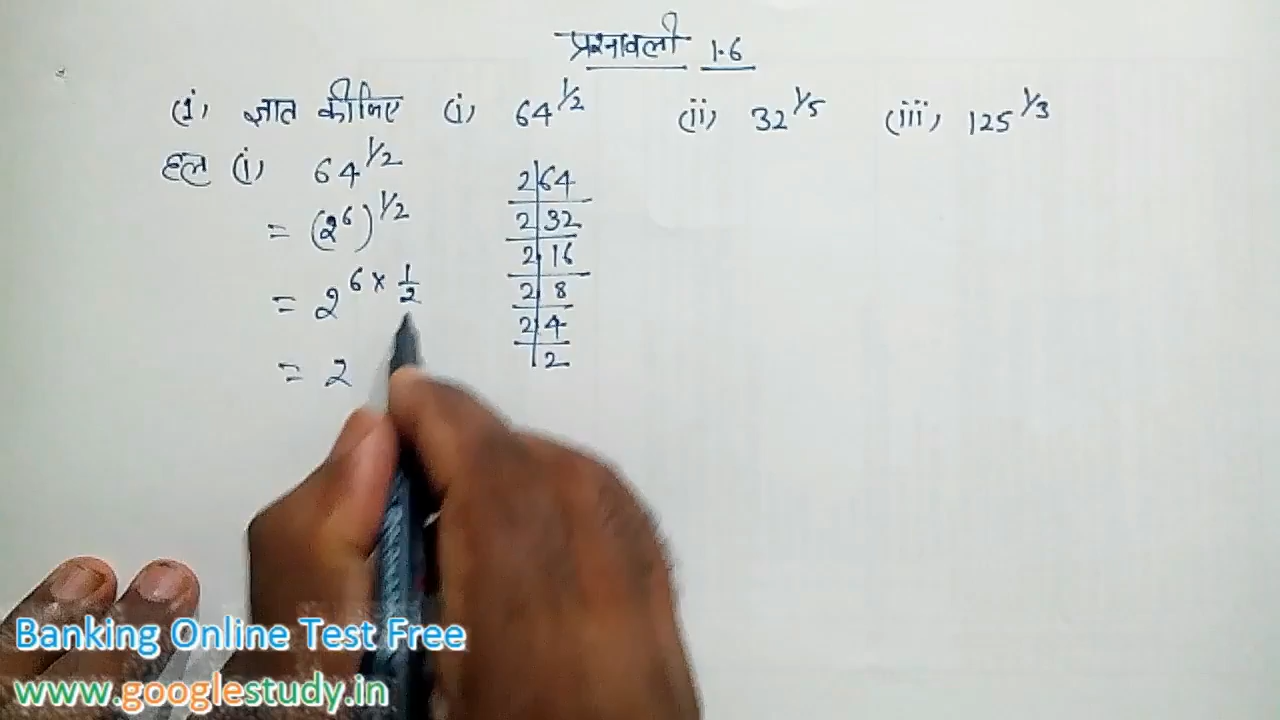 प्रश्नावली 1.6
(1). ज्ञात कीजिए (i), 64^1/2 (ii), 32^1/5 (iii), 125^1/3
हल (i), 64^1/2
= (2^6)^1/2
= 2^6 × 1/2
= 2
2|64
2|32
2|16
2|8
2|4
|2
Banking Online Test Free
www.googlestudy.in